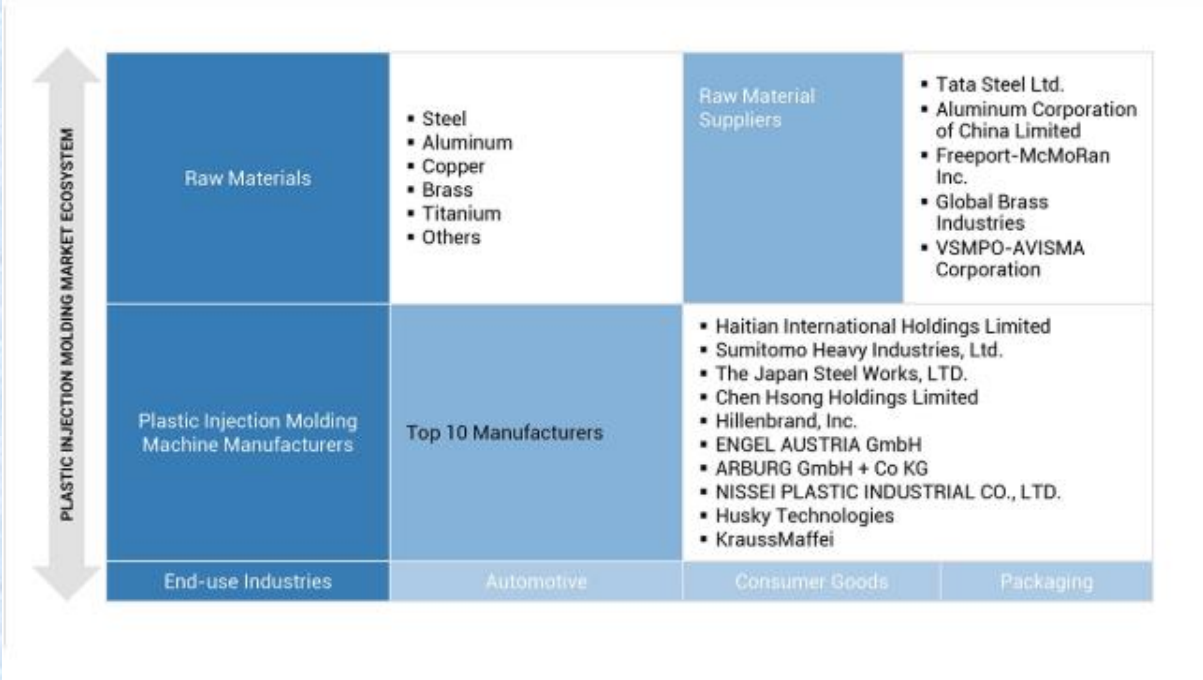 PLASTIC INJECTION MOLDING MARKET ECOSYSTEM
Raw Materials
▪ Steel
▪ Aluminum
▪ Copper
▪ Brass
▪ Titanium
▪ Others
Raw Material
Suppliers
▪ Tata Steel Ltd.
▪ Aluminum Corporation
of China Limited
▪ Freeport-McMoRan
Inc.
▪ Global Brass
Industries
▪ VSMPO-AVISMA
Corporation
Plastic Injection Molding
Machine Manufacturers
Top 10 Manufacturers
▪ Haitian International Holdings Limited
▪ Sumitomo Heavy Industries, Ltd.
▪ The Japan Steel Works, LTD.
▪ Chen Hsong Holdings Limited
▪ Hillenbrand, Inc.
▪ ENGEL AUSTRIA GmbH
▪ ARBURG GmbH + Co KG
▪ NISSEI PLASTIC INDUSTRIAL CO., LTD.
▪ Husky Technologies
▪ KraussMaffei
End-use Industries
Automotive
Consumer Goods
Packaging